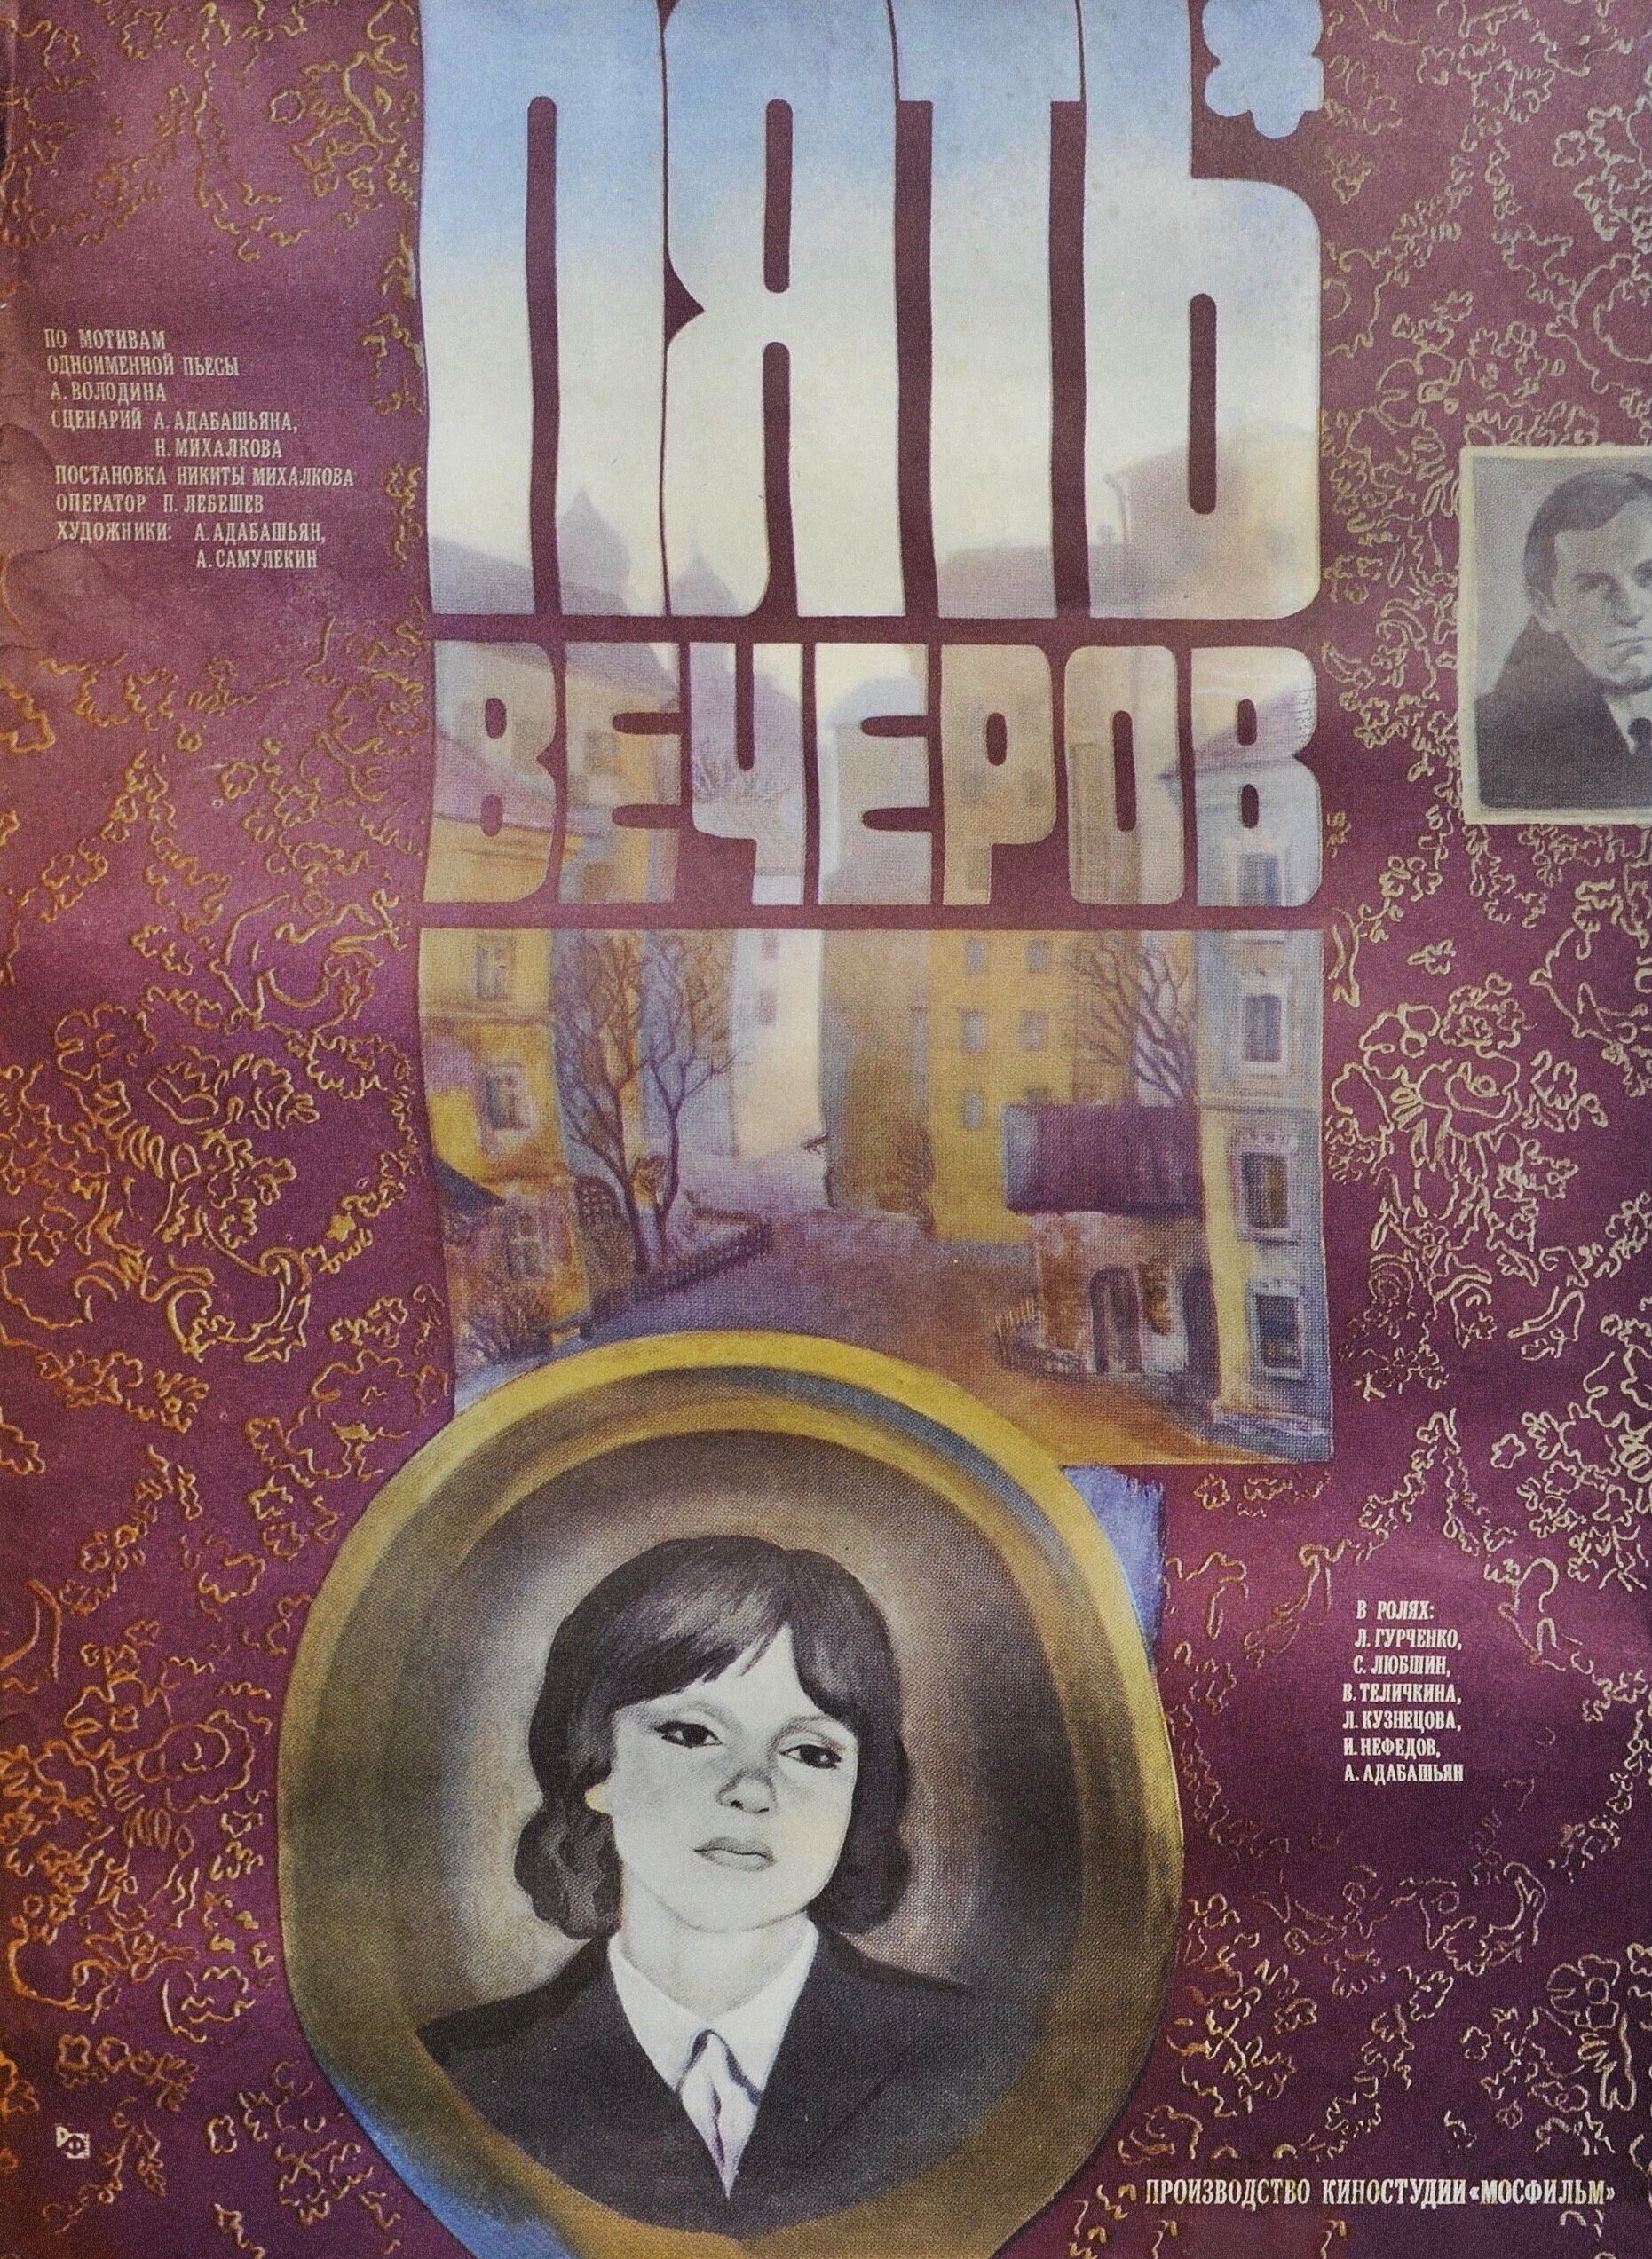 ПЯТЬ
ВЕЧЕРОВ
ПО МОТИВАМ
ОДНОИМЕННОЙ ПЬЕСЫ
А. ВОЛОДИНА
СЦЕНАРИЙ А. АДАБАШЬЯНА,
Н. МИХАЛКОВА
ПОСТАНОВКА НИКИТЫ МИХАЛКОВА
ОПЕРАТОР П. ЛЕБЕШЕВ
ХУДОЖНИКИ: А. АДАБАШЬЯН,
А. САМУЛЕКИН
В РОЛЯХ:
Л. ГУРЧЕНКО,
С. ЛЮБШИН,
В. ТЕЛИЧКИНА,
Л. КУЗНЕЦОВА,
И. НЕФЕДОВ,
А. АДАБАШЬЯН
ПРОИЗВОДСТВО КИНОСТУДИИ «МОСФИЛЬМ»